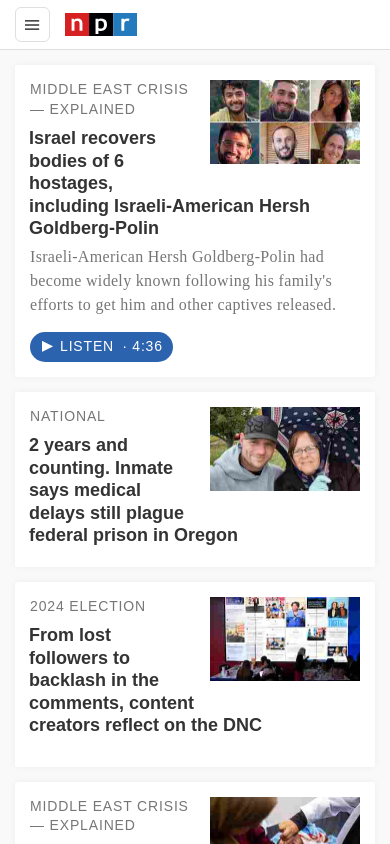 npr
MIDDLE EAST CRISIS
— EXPLAINED
Israel recovers
bodies of 6
hostages,
including Israeli-American Hersh
Goldberg-Polin
Israeli-American Hersh Goldberg-Polin had
become widely known following his family's
efforts to get him and other captives released.
LISTEN · 4:36
NATIONAL
2 years and
counting. Inmate
says medical
delays still plague
federal prison in Oregon
2024 ELECTION
From lost
followers to
backlash in the
comments, content
creators reflect on the DNC
MIDDLE EAST CRISIS
— EXPLAINED